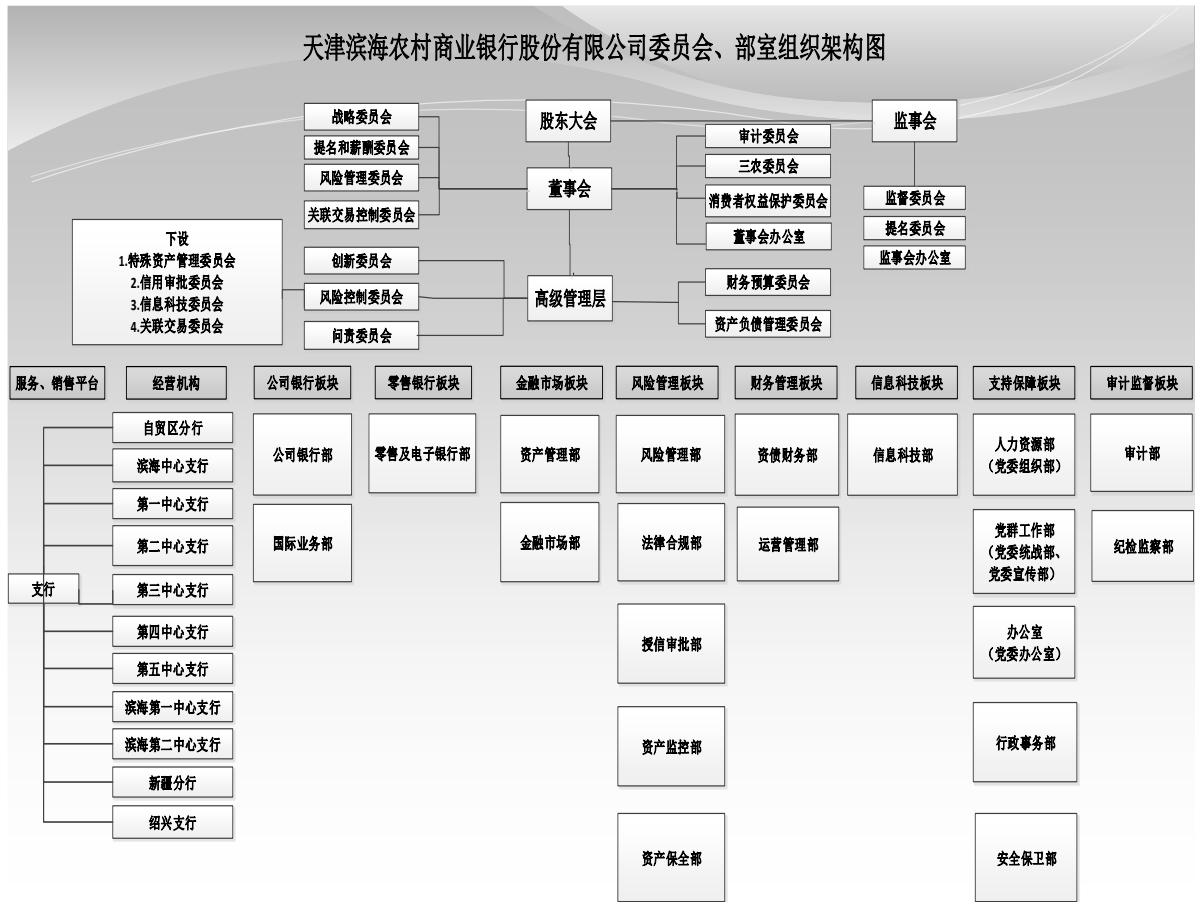 天津滨海农村商业银行股份有限公司委员会、部室组织架构图
股东大会
监事会
董事会
高级管理层
战略委员会
提名和薪酬委员会
风险管理委员会
关联交易控制委员会
审计委员会
三农委员会
消费者权益保护委员会
董事会办公室
监督委员会
提名委员会
监事会办公室
下设
1.特殊资产管理委员会
2.信用审批委员会
3.信息科技委员会
4.关联交易委员会
创新委员会
风险控制委员会
问责委员会
财务预算委员会
资产负债管理委员会
服务、销售平台
支行
经营机构
自贸区分行
滨海中心支行
第一中心支行
第二中心支行
第三中心支行
第四中心支行
第五中心支行
滨海第一中心支行
滨海第二中心支行
新疆分行
绍兴支行
公司银行板块
公司银行部
国际业务部
零售银行板块
零售及电子银行部
金融市场板块
资产管理部
金融市场部
风险管理板块
风险管理部
法律合规部
授信审批部
资产监控部
资产保全部
财务管理板块
资债财务部
运营管理部
信息科技板块
信息科技部
支持保障板块
人力资源部
（党委组织部）
党群工作部
（党委统战部、
党委宣传部）
办公室
（党委办公室）
行政事务部
安全保卫部
审计监督板块
审计部
纪检监察部